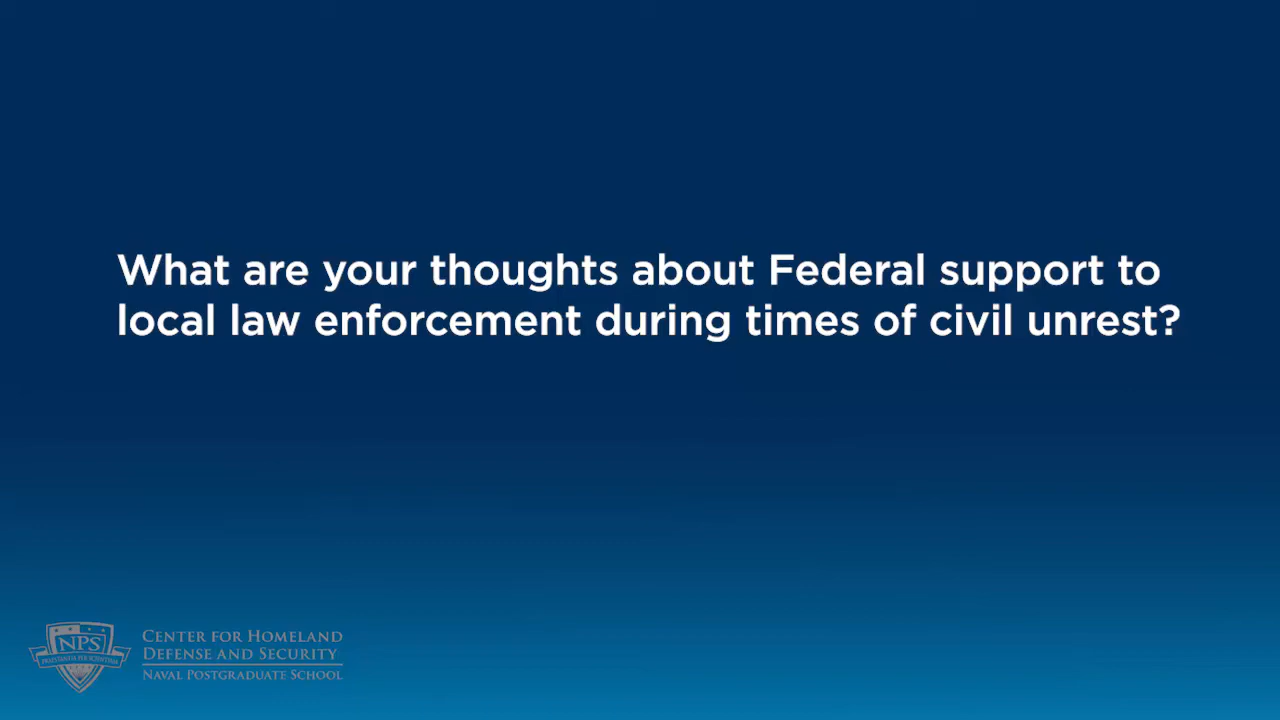 What are your thoughts about Federal support to
local law enforcement during times of civil unrest?
NPS
CENTER FOR HOMELAND
DEFENSE AND SECURITY
NAVAL POSTGRADUATE SCHOOL